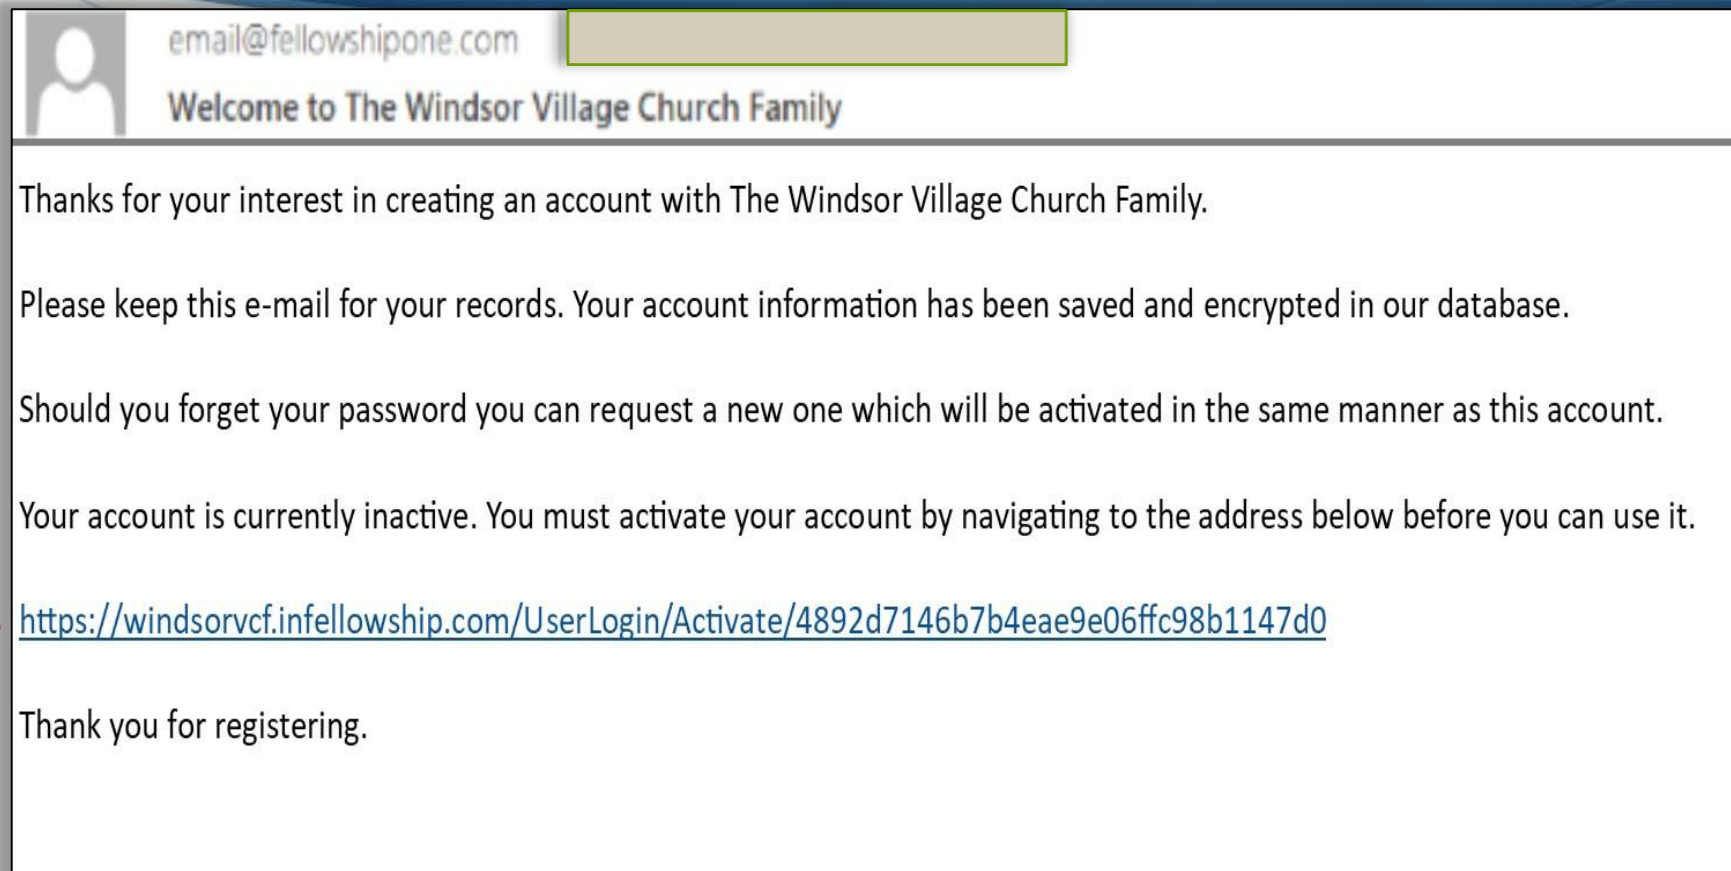 email@fellowshipone.com
Welcome to The Windsor Village Church Family
Thanks for your interest in creating an account with The Windsor Village Church Family.
Please keep this e-mail for your records. Your account information has been saved and encrypted in our database.
Should you forget your password you can request a new one which will be activated in the same manner as this account.
Your account is currently inactive. You must activate your account by navigating to the address below before you can use it.
https://windsorvcf.infellowship.com/UserLogin/Activate/4892d7146b7b4eae9e06ffc98b1147d0
Thank you for registering.